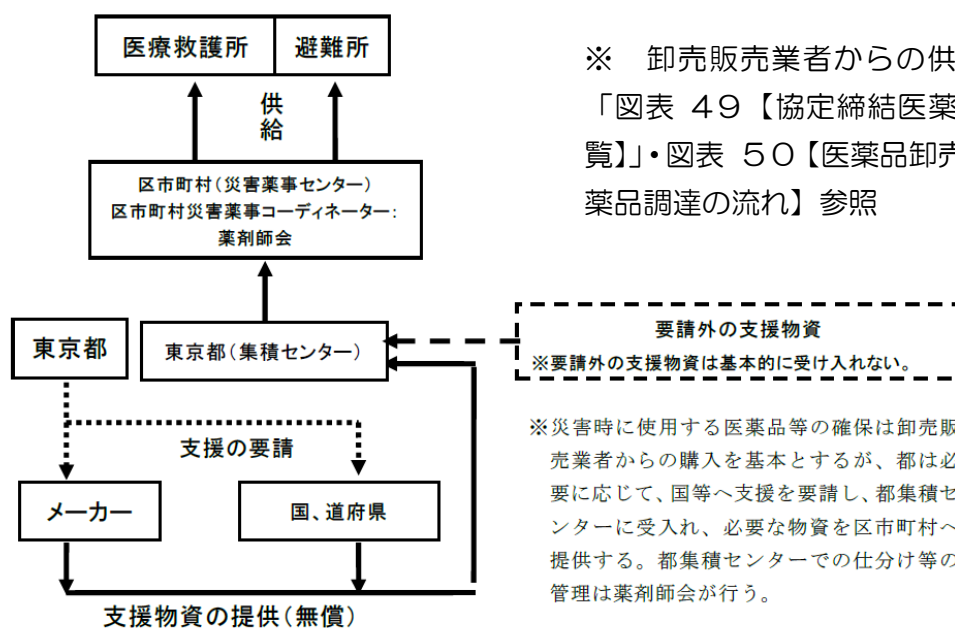 医療救護所
避難所
供
給
区市町村(災害薬事センター)
区市町村災害薬事コーディネーター:
薬剤師会
東京都
東京都(集積センター)
支援の要請
メーカー
国、道府県
支援物資の提供(無償)
※ 卸売販売業者からの供
「図表 49【協定締結医薬
覧】」・図表 50【医薬品卸売
薬品調達の流れ】参照
要請外の支援物資
※要請外の支援物資は基本的に受け入れない。
※災害時に使用する医薬品等の確保は卸売販
売業者からの購入を基本とするが、都は必
要に応じて、国等へ支援を要請し、都集積セ
ンターに受入れ、必要な物資を区市町村へ
提供する。都集積センターでの仕分け等の
管理は薬剤師会が行う。